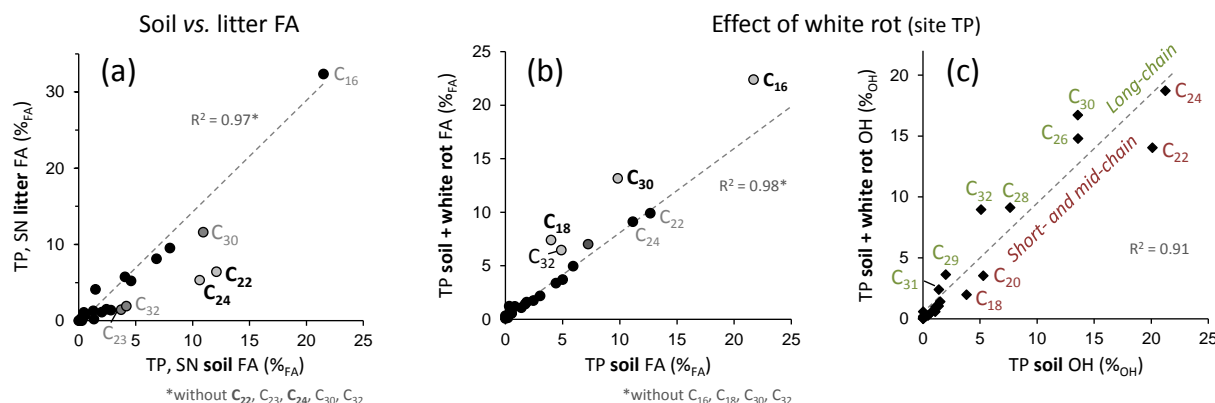 Soil vs. litter FA
Effect of white rot (site TP)
(a)
TP, SN litter FA (%FA)
30
20
10
0
0 5 10 15 20 25
TP, SN soil FA (%FA)
R² = 0.97*
C₁₆
C₃₀
C₂₂
C₂₄
C₃₂
C₂₃
*without C₂₂, C₂₃, C₂₄, C₃₀, C₃₂
(b)
TP soil + white rot FA (%FA)
25
20
15
10
5
0
0 5 10 15 20 25
TP soil FA (%FA)
C₁₆
C₃₀
R² = 0.98*
C₁₈
C₃₂
C₂₂
C₂₄
*without C₁₆, C₁₈, C₃₀, C₃₂
(c)
TP soil + white rot OH (%OH)
20
15
10
5
0
0 5 10 15 20 25
TP soil OH (%OH)
Long-chain
Short- and mid-chain
C₃₀
C₂₄
C₂₆
C₂₂
C₃₂
C₂₈
C₂₉
C₂₀
C₃₁
C₁₈
R² = 0.91